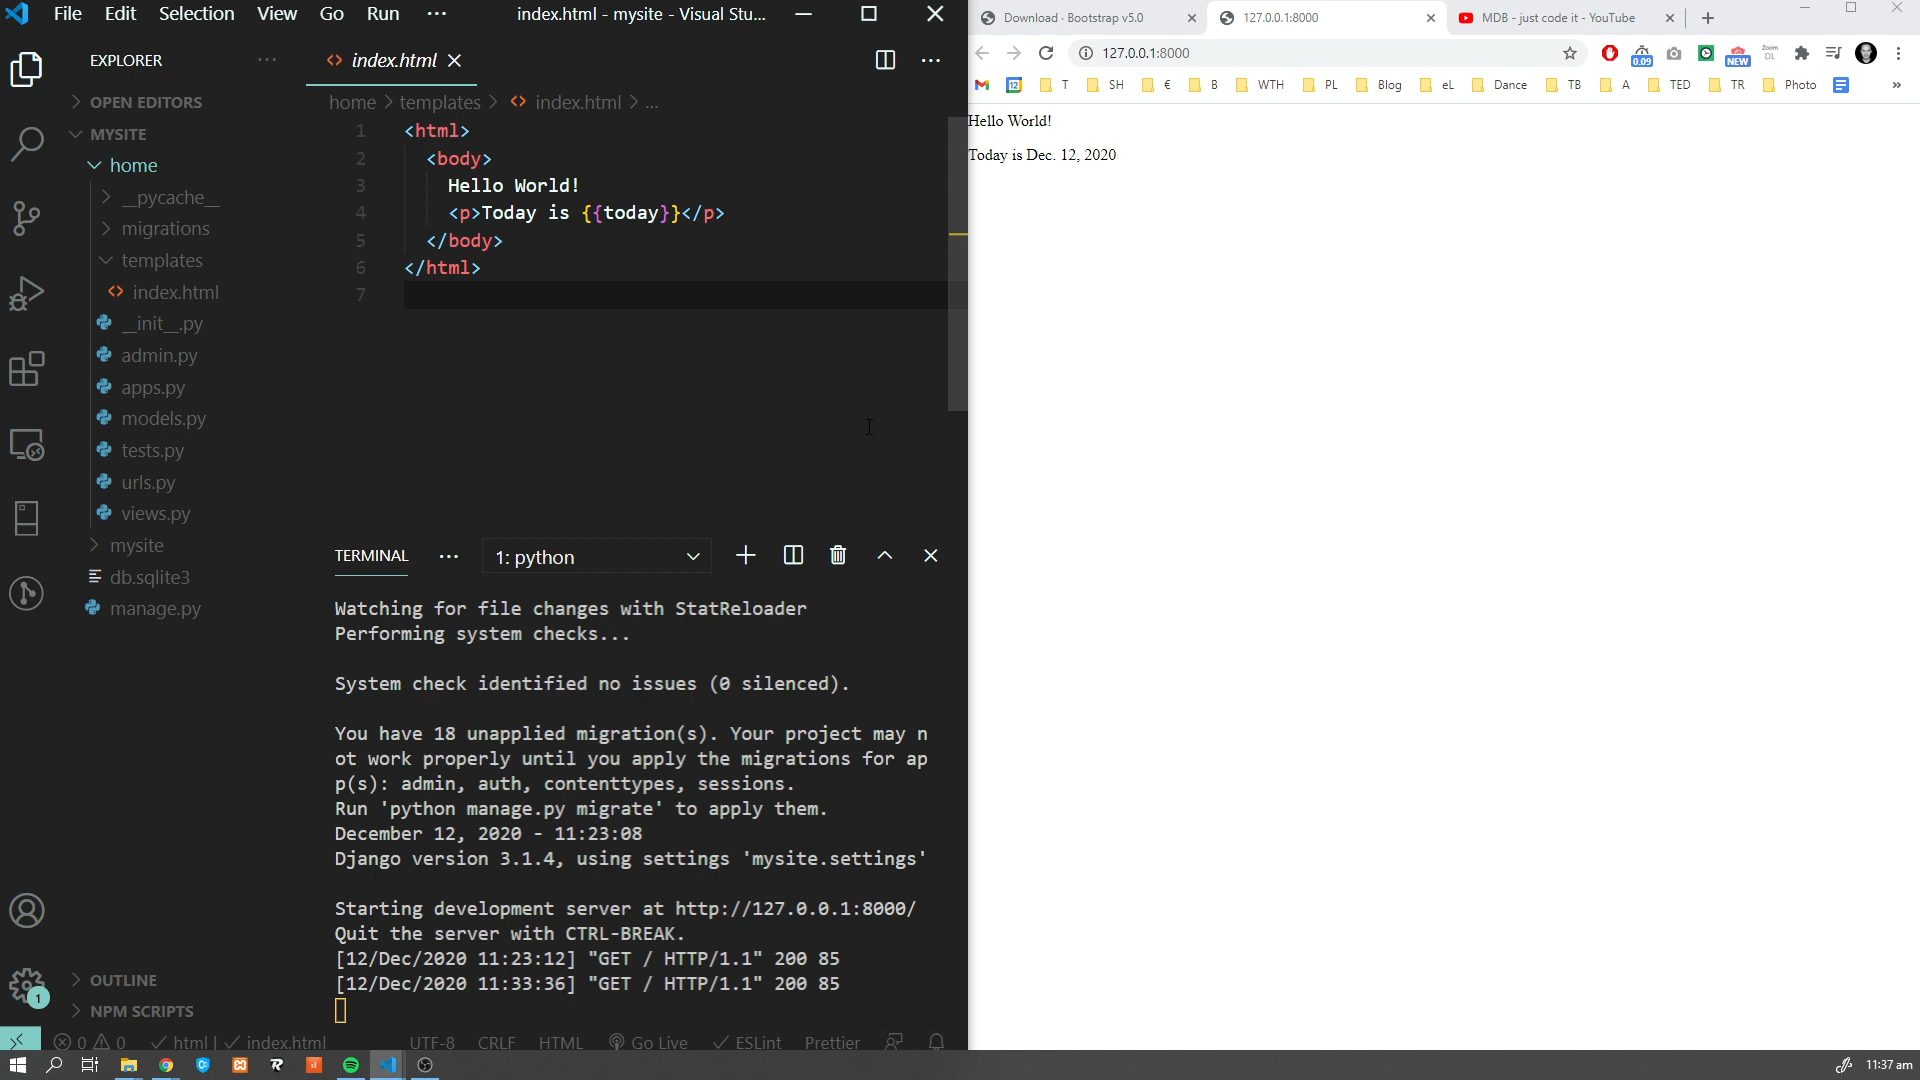 File Edit Selection View Go Run ··· index.html - mysite - Visual Stu...
EXPLORER ···
OPEN EDITORS
MYSITE
home
__pycache__
migrations
templates
index.html
__init__.py
admin.py
apps.py
models.py
tests.py
urls.py
views.py
mysite
db.sqlite3
manage.py
OUTLINE
NPM SCRIPTS
1
index.html
home > templates > index.html > ...
1 <html>
2 <body>
3 Hello World!
4 <p>Today is {{today}}</p>
5 </body>
6 </html>
7
TERMINAL ··· 1: python
Watching for file changes with StatReloader
Performing system checks...
System check identified no issues (0 silenced).
You have 18 unapplied migration(s). Your project may n
ot work properly until you apply the migrations for ap
p(s): admin, auth, contenttypes, sessions.
Run 'python manage.py migrate' to apply them.
December 12, 2020 - 11:23:08
Django version 3.1.4, using settings 'mysite.settings'
Starting development server at http://127.0.0.1:8000/
Quit the server with CTRL-BREAK.
[12/Dec/2020 11:23:12] "GET / HTTP/1.1" 200 85
[12/Dec/2020 11:33:36] "GET / HTTP/1.1" 200 85
0 0 html | index.html UTF-8 CRLF HTML Go Live ESLint Prettier
Download · Bootstrap v5.0 127.0.0.1:8000 MDB - just code it - YouTube
127.0.0.1:8000
0.09 NEW Zoom DL
12 T SH € B WTH PL Blog eL Dance TB A TED TR Photo »
Hello World!
Today is Dec. 12, 2020
11:37 am